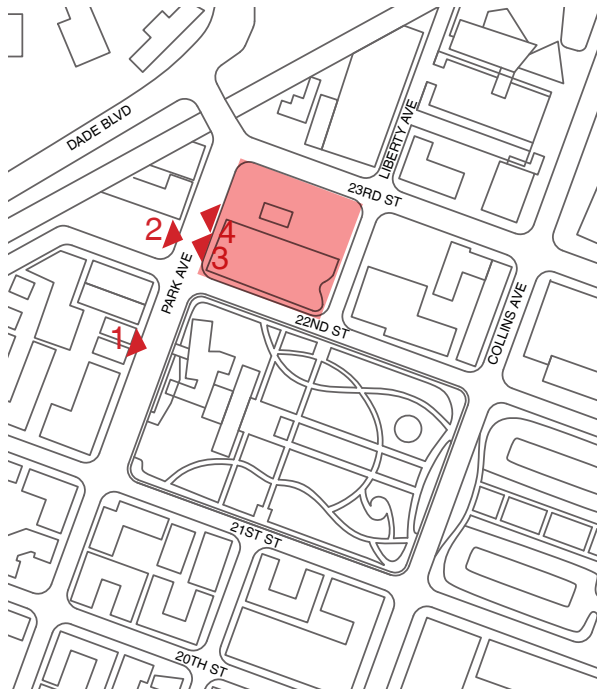 DADE BLVD
LIBERTY AVE
23RD ST
2
4
3
PARK AVE
22ND ST
COLLINS AVE
1
21ST ST
20TH ST